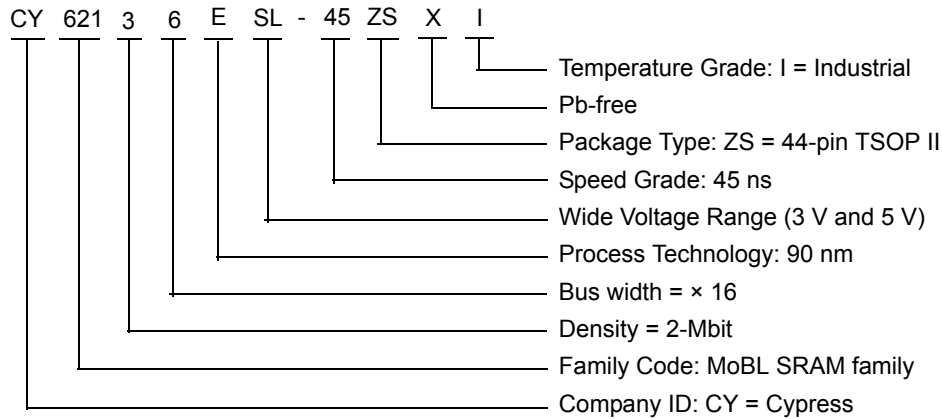 CY 621 3 6 E SL - 45 ZS X I
Temperature Grade: I = Industrial
Pb-free
Package Type: ZS = 44-pin TSOP II
Speed Grade: 45 ns
Wide Voltage Range (3 V and 5 V)
Process Technology: 90 nm
Bus width = × 16
Density = 2-Mbit
Family Code: MoBL SRAM family
Company ID: CY = Cypress